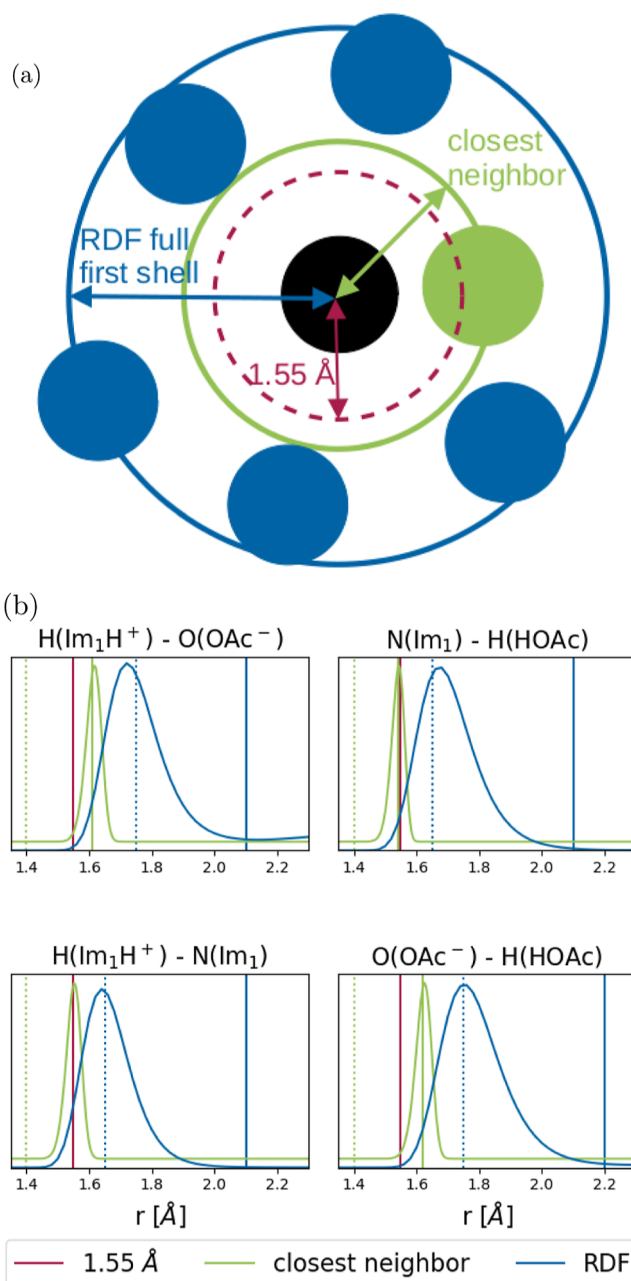 (a)
closest
neighbor
RDF full
first shell
1.55 Å
(b)
H(Im₁H⁺) - O(OAc⁻)
N(Im₁) - H(HOAc)
1.4 1.6 1.8 2.0 2.2
1.4 1.6 1.8 2.0 2.2
H(Im₁H⁺) - N(Im₁)
O(OAc⁻) - H(HOAc)
1.4 1.6 1.8 2.0 2.2
1.4 1.6 1.8 2.0 2.2
r [Å]
r [Å]
1.55 Å closest neighbor RDF